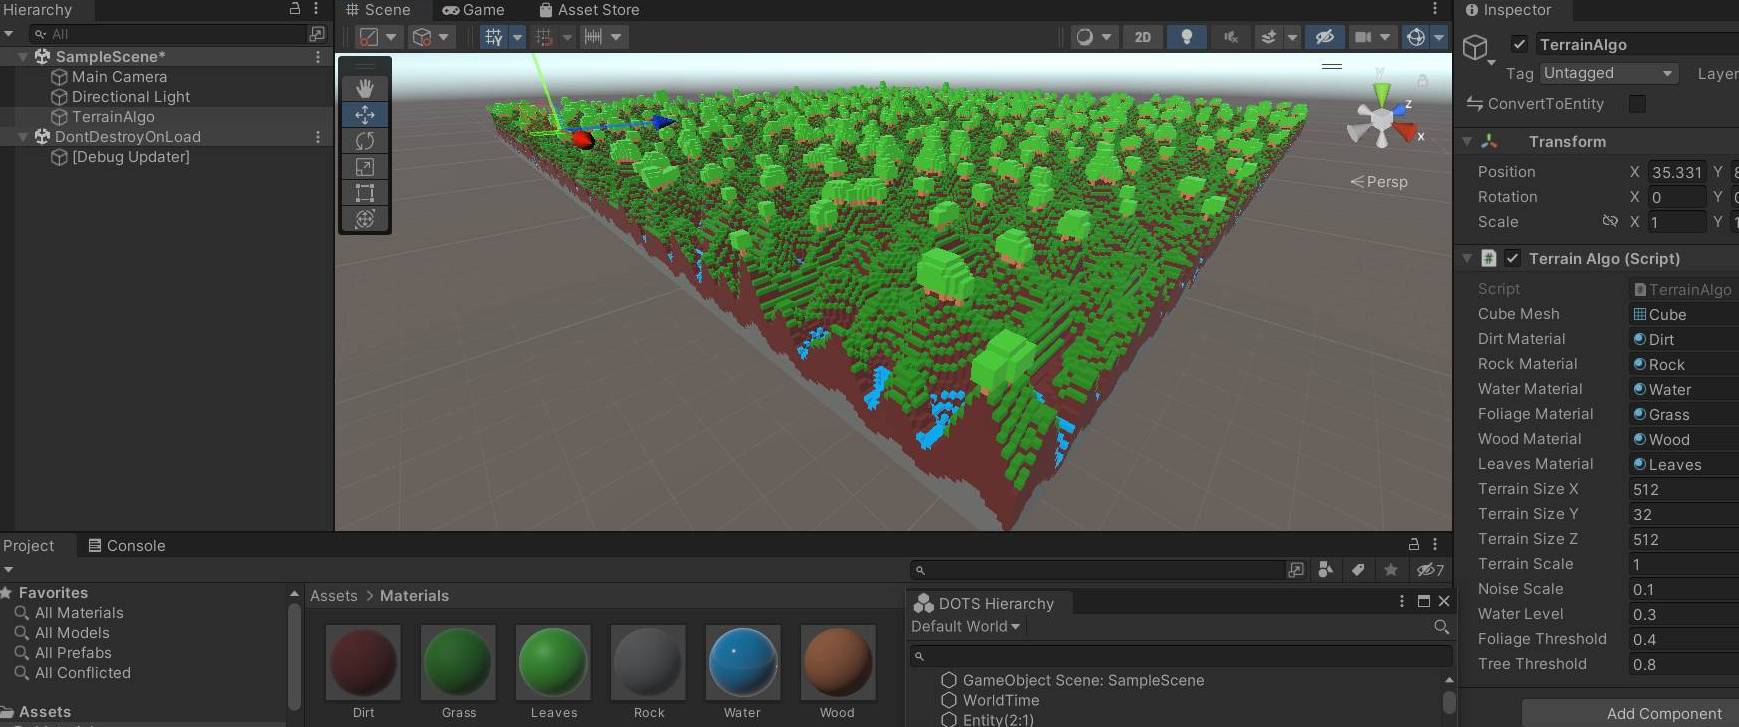 Hierarchy
All
SampleScene*
Main Camera
Directional Light
TerrainAlgo
DontDestroyOnLoad
[Debug Updater]
Scene Game Asset Store
2D
y
z
x
Persp
Inspector
TerrainAlgo
Tag Untagged Layer
ConvertToEntity
Transform
Position X 35.331 Y 8
Rotation X 0 Y 0
Scale X 1 Y 1
Terrain Algo (Script)
Script TerrainAlgo
Cube Mesh Cube
Dirt Material Dirt
Rock Material Rock
Water Material Water
Foliage Material Grass
Wood Material Wood
Leaves Material Leaves
Terrain Size X 512
Terrain Size Y 32
Terrain Size Z 512
Terrain Scale 1
Noise Scale 0.1
Water Level 0.3
Foliage Threshold 0.4
Tree Threshold 0.8
Add Component
Project Console
7
Favorites
All Materials
All Models
All Prefabs
All Conflicted
Assets
Assets > Materials
Dirt Grass Leaves Rock Water Wood
DOTS Hierarchy
Default World
GameObject Scene: SampleScene
WorldTime
Entity(2:1)